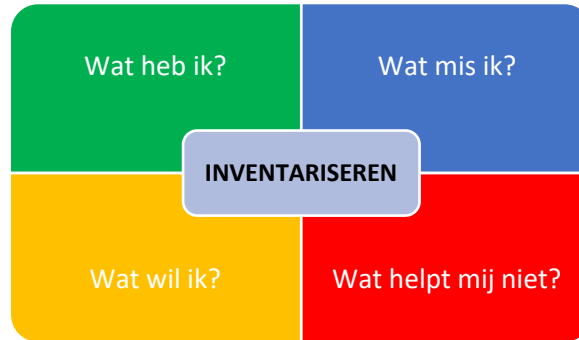 Wat heb ik?
Wat mis ik?
INVENTARISEREN
Wat wil ik?
Wat helpt mij niet?